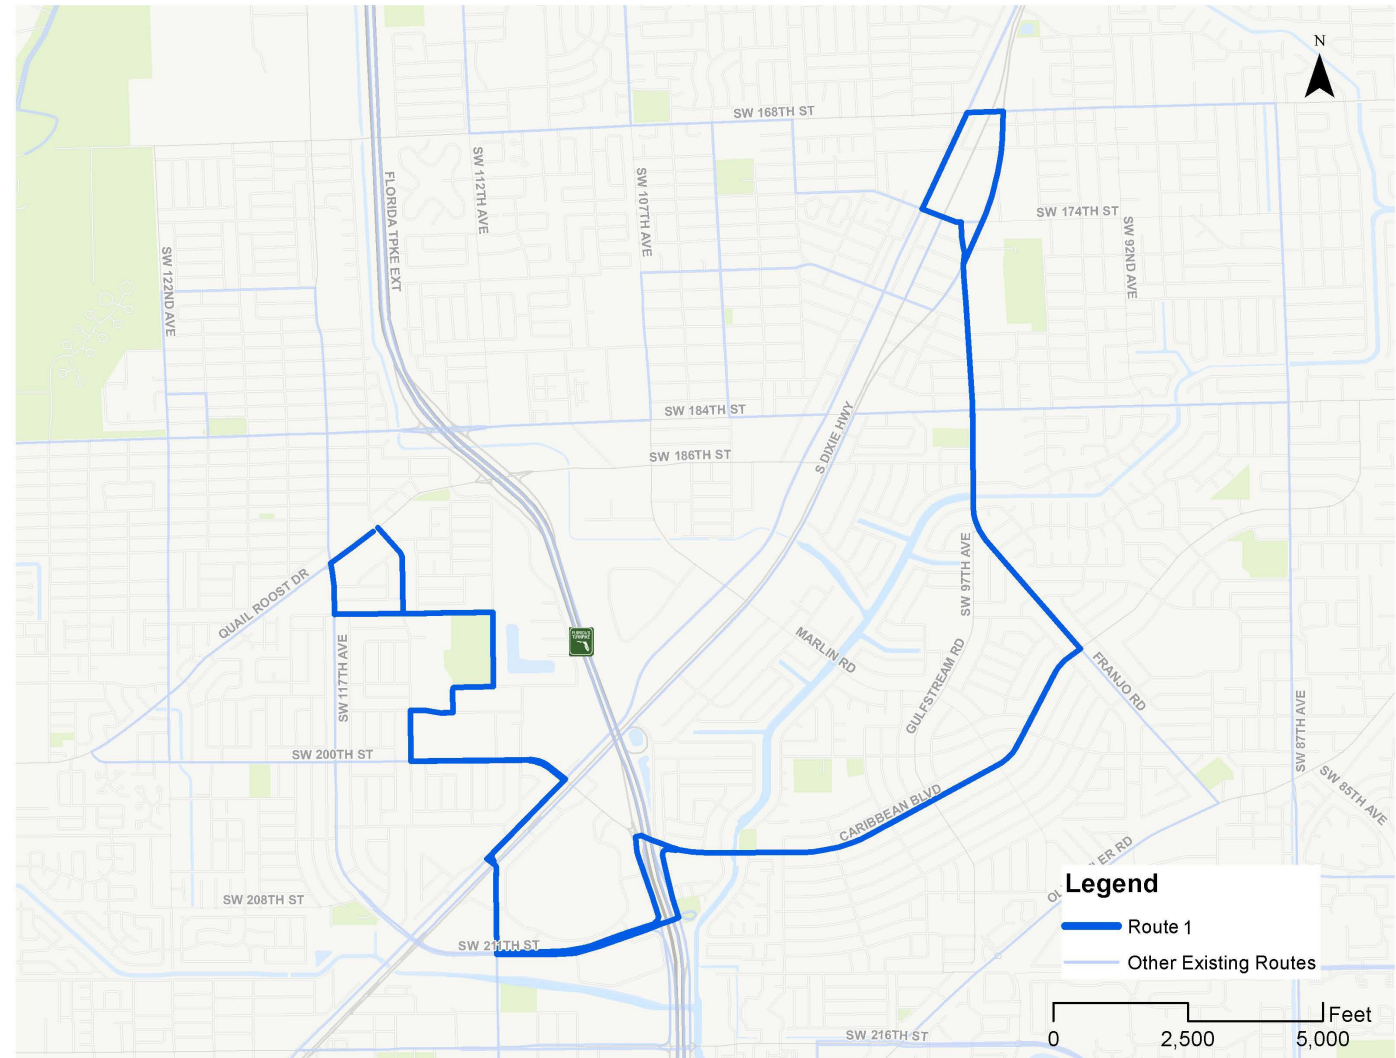 N
SW 168TH ST
SW 112TH AVE
SW 107TH AVE
FLORIDA TPKE EXT
SW 174TH ST
SW 92ND AVE
SW 122ND AVE
SW 184TH ST
S DIXIE HWY
SW 186TH ST
SW 97TH AVE
QUAIL ROOST DR
MARLIN RD
SW 117TH AVE
GULFSTREAM RD
FRANJO RD
SW 87TH AVE
SW 200TH ST
SW 85TH AVE
CARIBBEAN BLVD
SW 208TH ST
SW 211TH ST
Legend
Route 1
Other Existing Routes
Feet
0
2,500
5,000
SW 216TH ST